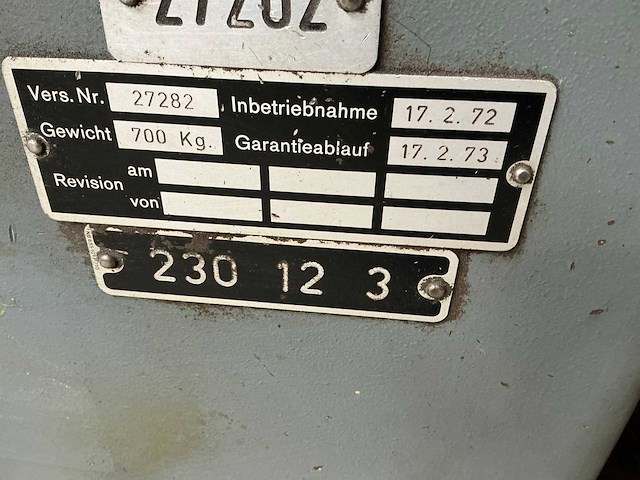 27282
Vers. Nr. 27282 Inbetriebnahme 17. 2. 72
Gewicht 700 Kg. Garantieablauf 17. 2. 73
Revision am
von
230 12 3